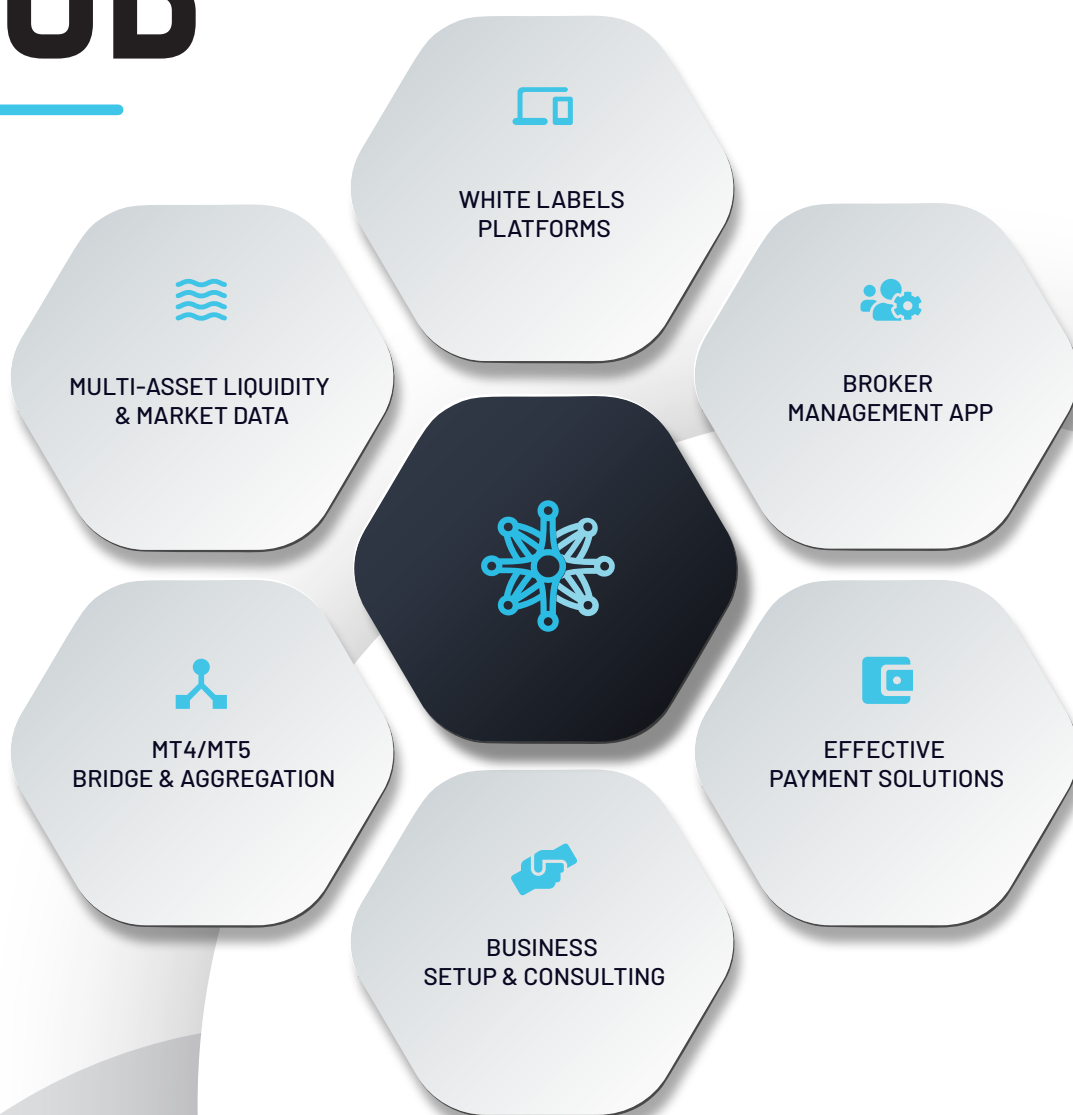 WHITE LABELS
PLATFORMS
MULTI-ASSET LIQUIDITY
& MARKET DATA
BROKER
MANAGEMENT APP
MT4/MT5
BRIDGE & AGGREGATION
EFFECTIVE
PAYMENT SOLUTIONS
BUSINESS
SETUP & CONSULTING